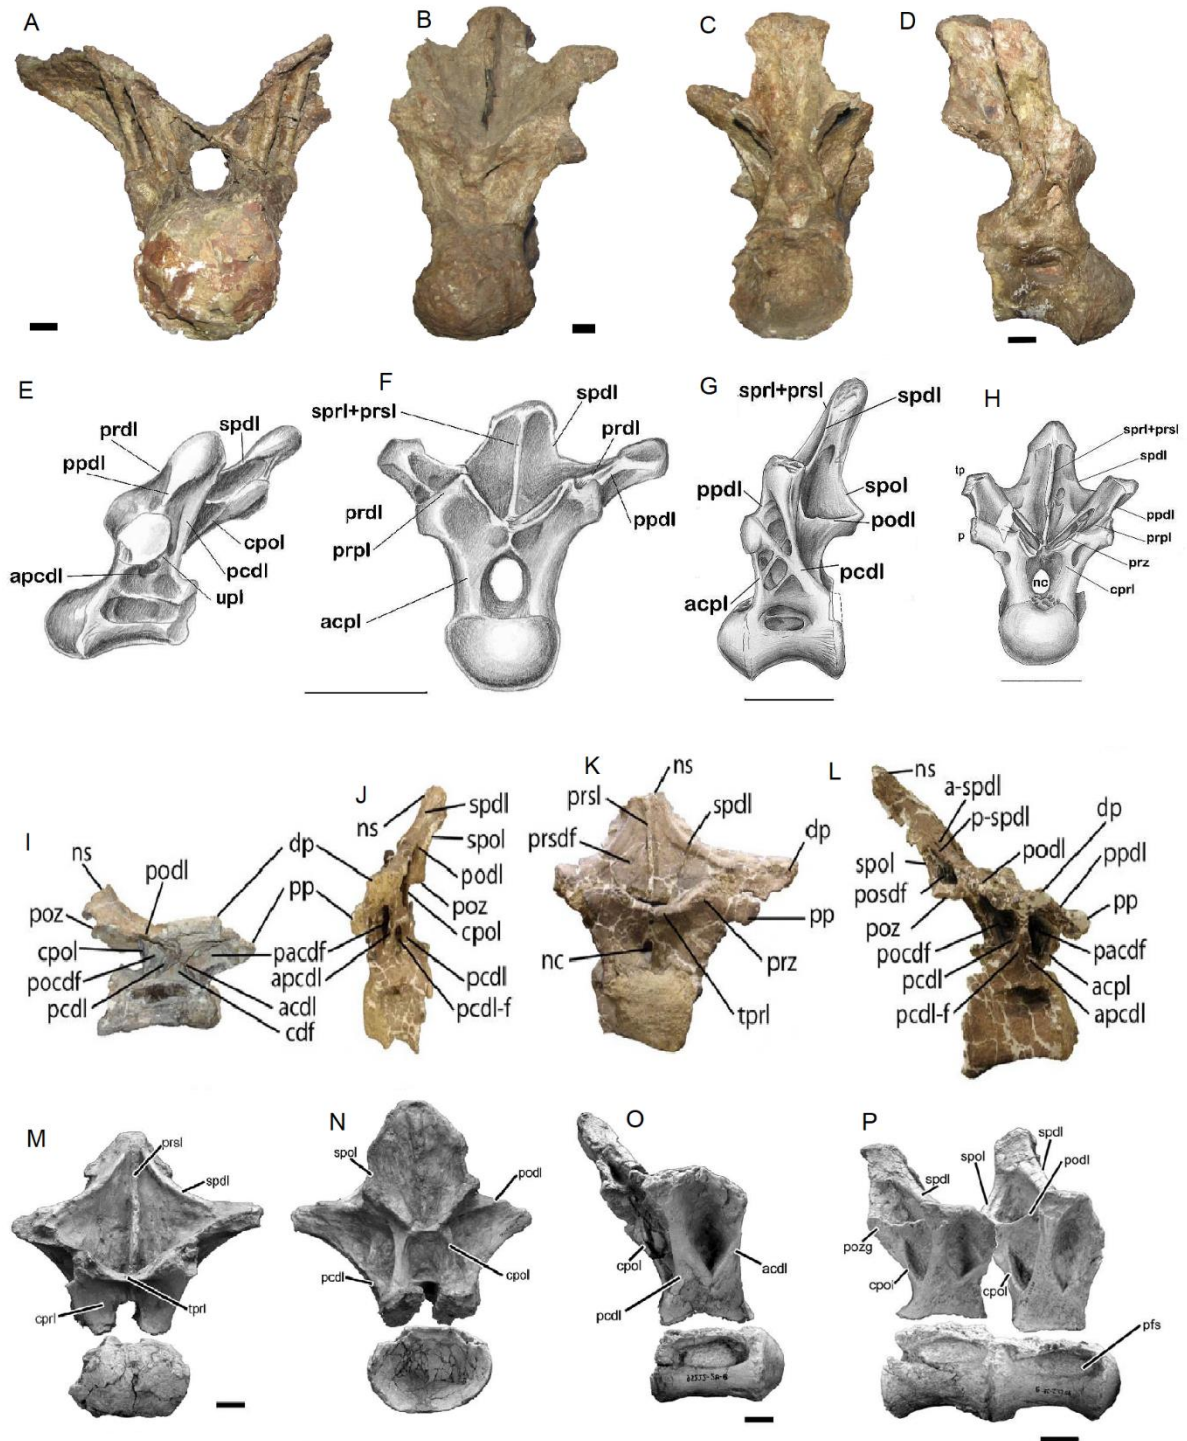 A
B
C
D
E
prdl
ppdl
spdl
apcdl
cpol
pcdl
upl
F
sprl+prsl
spdl
prdl
prdl
prpl
ppdl
acpl
G
sprl+prsl
spdl
ppdl
spol
podl
acpl
pcdl
H
sprl+prsl
tp
spdl
ppdl
p
prpl
prz
nc
cprl
I
ns
podl
poz
cpol
pocdf
pcdl
dp
pp
pacdf
apcdl
acdl
cdf
J
ns
spdl
spol
podl
poz
cpol
pcdl
pcdl-f
K
ns
prsl
spdl
prsdf
dp
pp
nc
prz
tprl
L
ns
a-spdl
p-spdl
dp
podl
ppdl
spol
posdf
pp
poz
pocdf
pacdf
pcdl
acpl
pcdl-f
apcdl
M
prsl
spdl
cprl
tprl
N
spol
podl
pcdl
cpol
O
cpol
acdl
pcdl
P
spdl
spol
podl
spdl
pozg
cpol
cpol
pfs